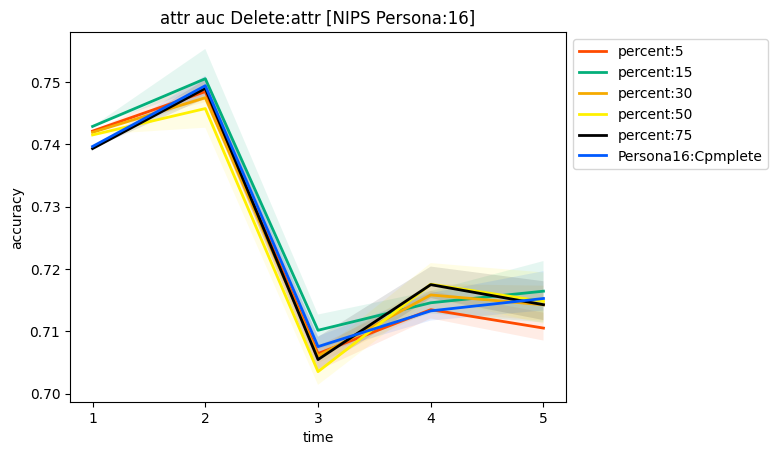 attr auc Delete:attr [NIPS Persona:16]
percent:5
percent:15
percent:30
percent:50
percent:75
Persona16:Cpmplete
accuracy
0.75
0.74
0.73
0.72
0.71
0.70
1 2 3 4 5
time